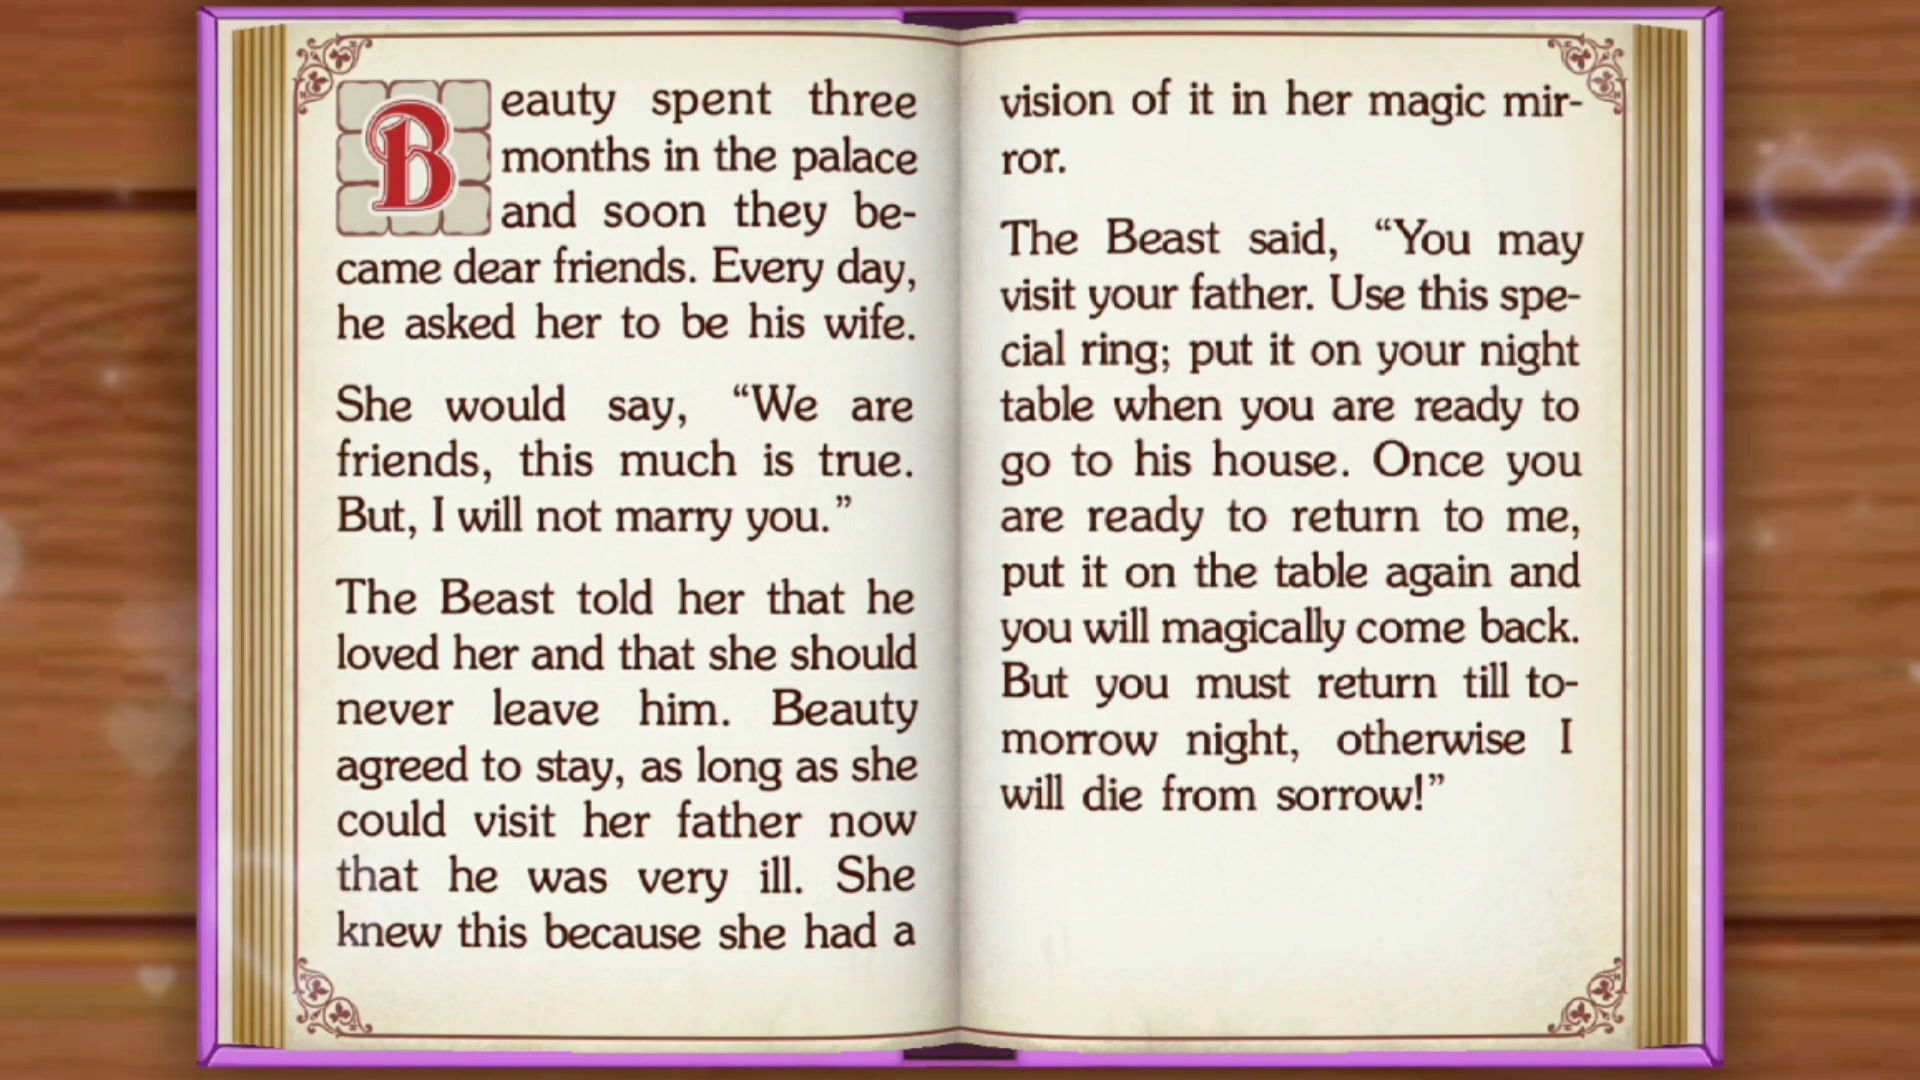 Beauty spent three
months in the palace
and soon they be-
came dear friends. Every day,
he asked her to be his wife.
She would say, “We are
friends, this much is true.
But, I will not marry you.”
The Beast told her that he
loved her and that she should
never leave him. Beauty
agreed to stay, as long as she
could visit her father now
that he was very ill. She
knew this because she had a
vision of it in her magic mir-
ror.
The Beast said, “You may
visit your father. Use this spe-
cial ring; put it on your night
table when you are ready to
go to his house. Once you
are ready to return to me,
put it on the table again and
you will magically come back.
But you must return till to-
morrow night, otherwise I
will die from sorrow!”